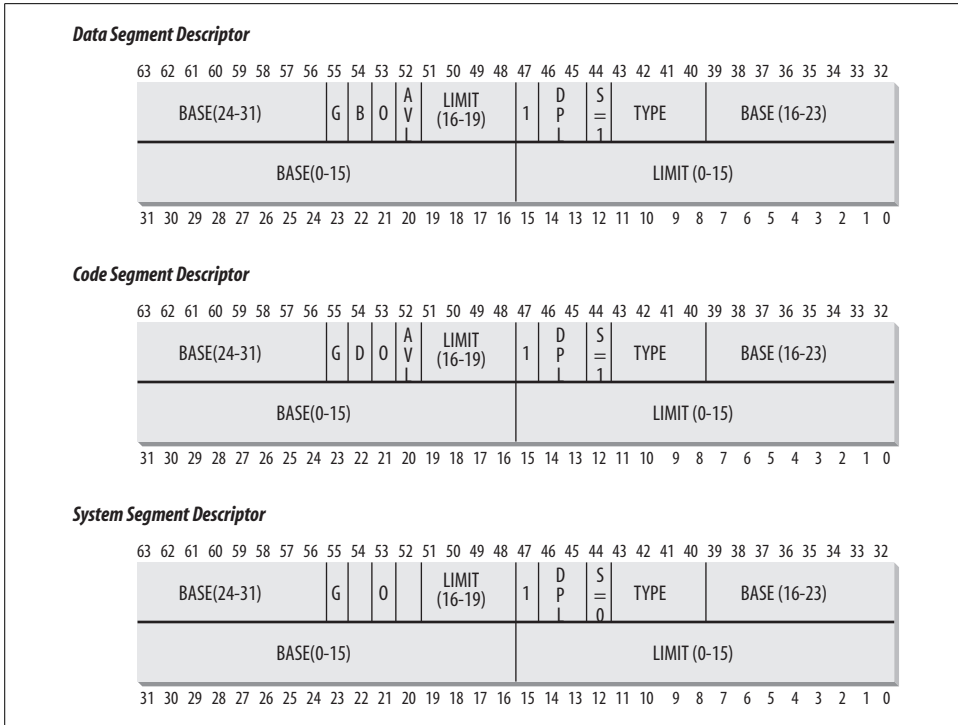 Data Segment Descriptor
63 62 61 60 59 58 57 56 55 54 53 52 51 50 49 48 47 46 45 44 43 42 41 40 39 38 37 36 35 34 33 32
BASE(24-31) G B 0 AVL LIMIT (16-19) 1 DPL S=1 TYPE BASE (16-23)
BASE(0-15) LIMIT (0-15)
31 30 29 28 27 26 25 24 23 22 21 20 19 18 17 16 15 14 13 12 11 10 9 8 7 6 5 4 3 2 1 0
Code Segment Descriptor
63 62 61 60 59 58 57 56 55 54 53 52 51 50 49 48 47 46 45 44 43 42 41 40 39 38 37 36 35 34 33 32
BASE(24-31) G D 0 AVL LIMIT (16-19) 1 DPL S=1 TYPE BASE (16-23)
BASE(0-15) LIMIT (0-15)
31 30 29 28 27 26 25 24 23 22 21 20 19 18 17 16 15 14 13 12 11 10 9 8 7 6 5 4 3 2 1 0
System Segment Descriptor
63 62 61 60 59 58 57 56 55 54 53 52 51 50 49 48 47 46 45 44 43 42 41 40 39 38 37 36 35 34 33 32
BASE(24-31) G 0 LIMIT (16-19) 1 DPL S=0 TYPE BASE (16-23)
BASE(0-15) LIMIT (0-15)
31 30 29 28 27 26 25 24 23 22 21 20 19 18 17 16 15 14 13 12 11 10 9 8 7 6 5 4 3 2 1 0